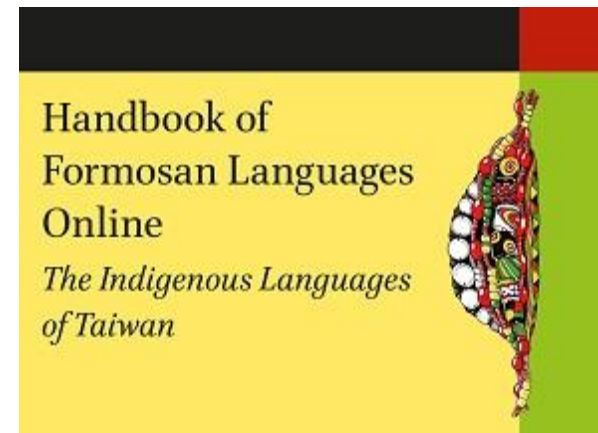 Handbook of
Formosan Languages
Online
The Indigenous Languages
of Taiwan